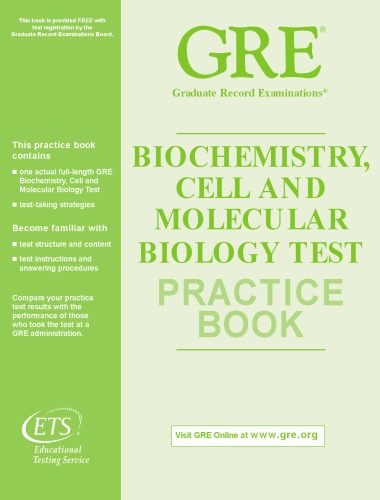 This book is provided FREE with
test registration by the
Graduate Record Examinations Board.
GRE®
Graduate Record Examinations®
This practice book
contains
■ one actual full-length GRE
Biochemistry, Cell and
Molecular Biology Test
■ test-taking strategies
Become familiar with
■ test structure and content
■ test instructions and
answering procedures
Compare your practice
test results with the
performance of those
who took the test at a
GRE administration.
BIOCHEMISTRY,
CELL AND
MOLECULAR
BIOLOGY TEST
PRACTICE
BOOK
ETS®
Educational
Testing Service
Visit GRE Online at www.gre.org